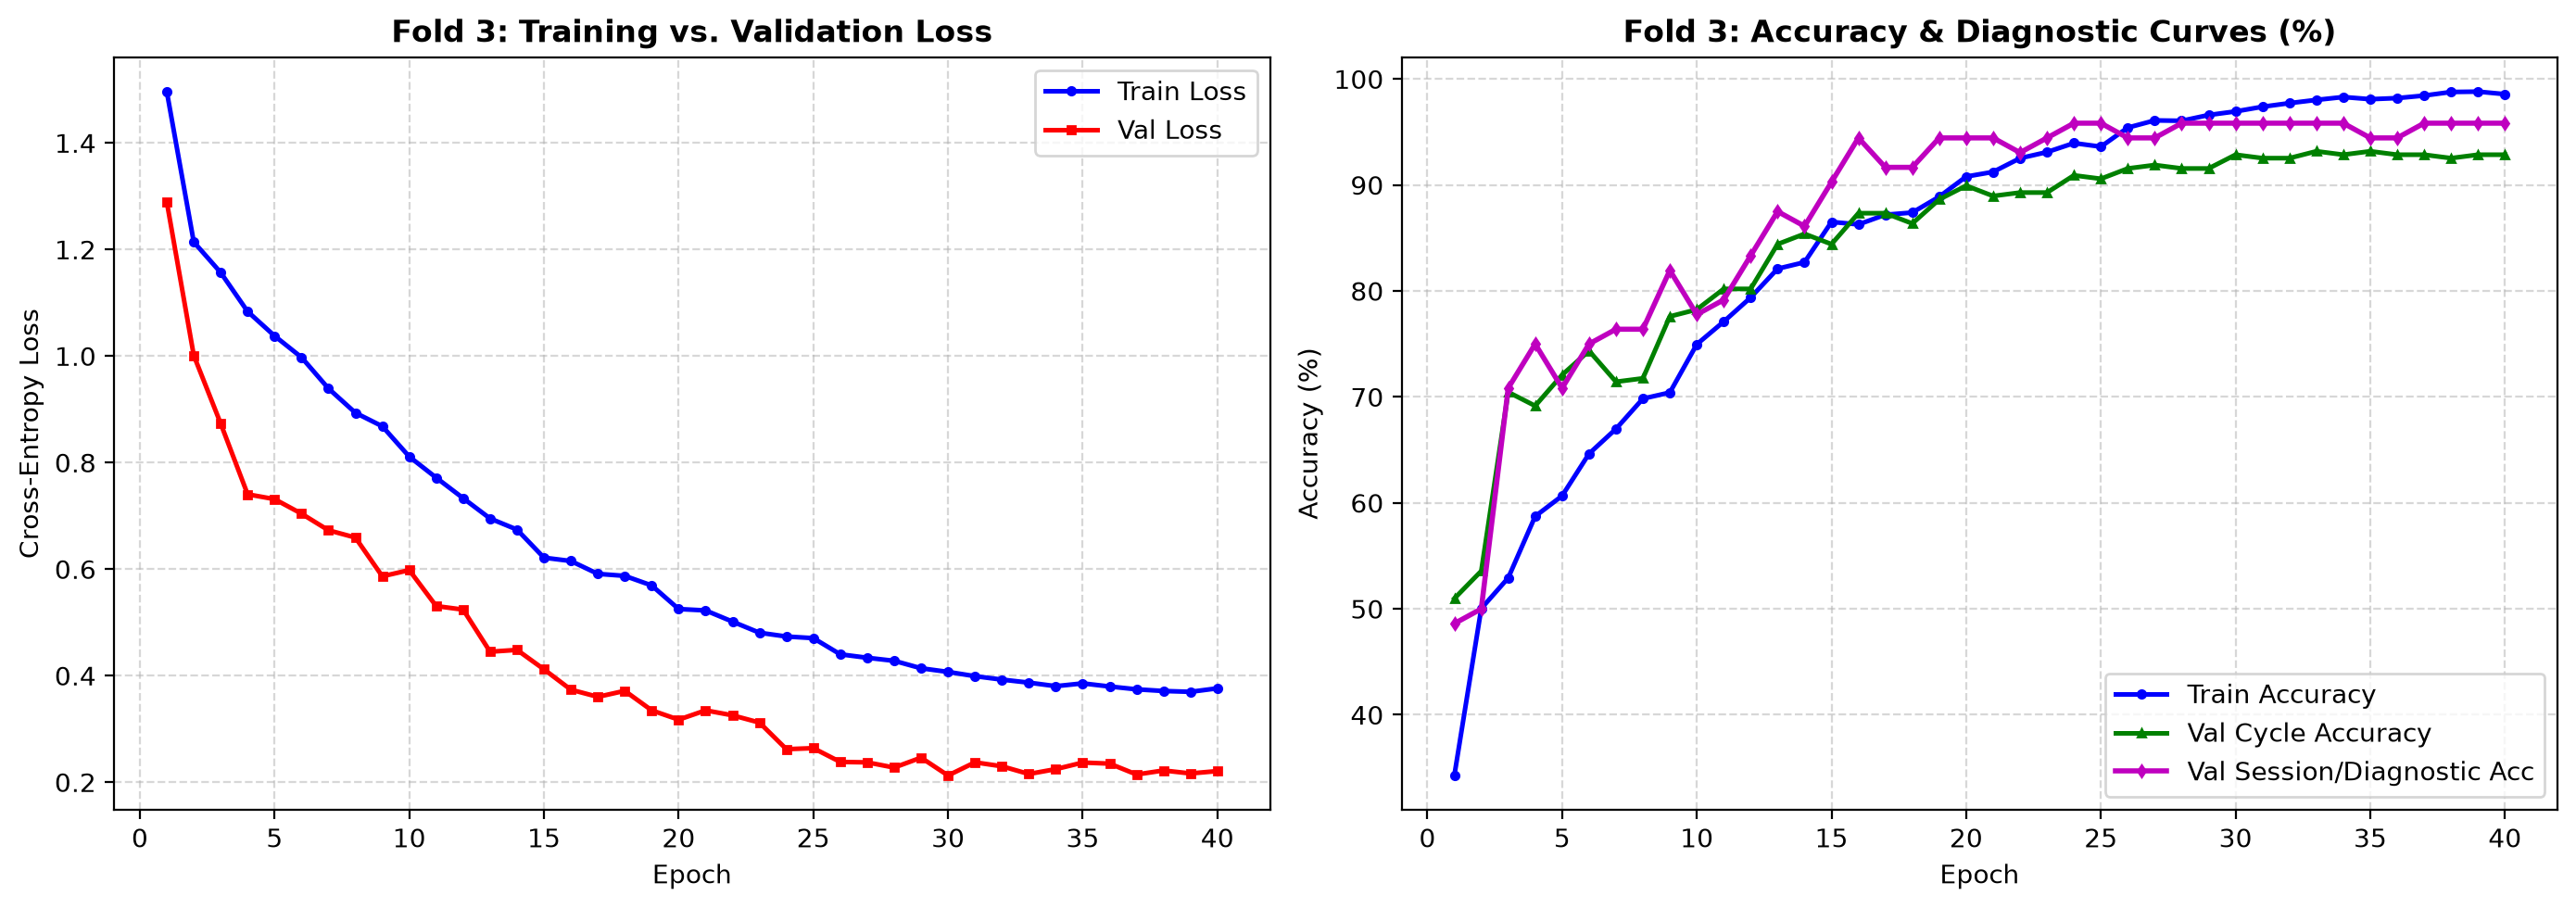 Fold 3: Training vs. Validation Loss
Train Loss
Val Loss
Cross-Entropy Loss
1.4
1.2
1.0
0.8
0.6
0.4
0.2
0 5 10 15 20 25 30 35 40
Epoch
Fold 3: Accuracy & Diagnostic Curves (%)
Accuracy (%)
100
90
80
70
60
50
40
Train Accuracy
Val Cycle Accuracy
Val Session/Diagnostic Acc
0 5 10 15 20 25 30 35 40
Epoch